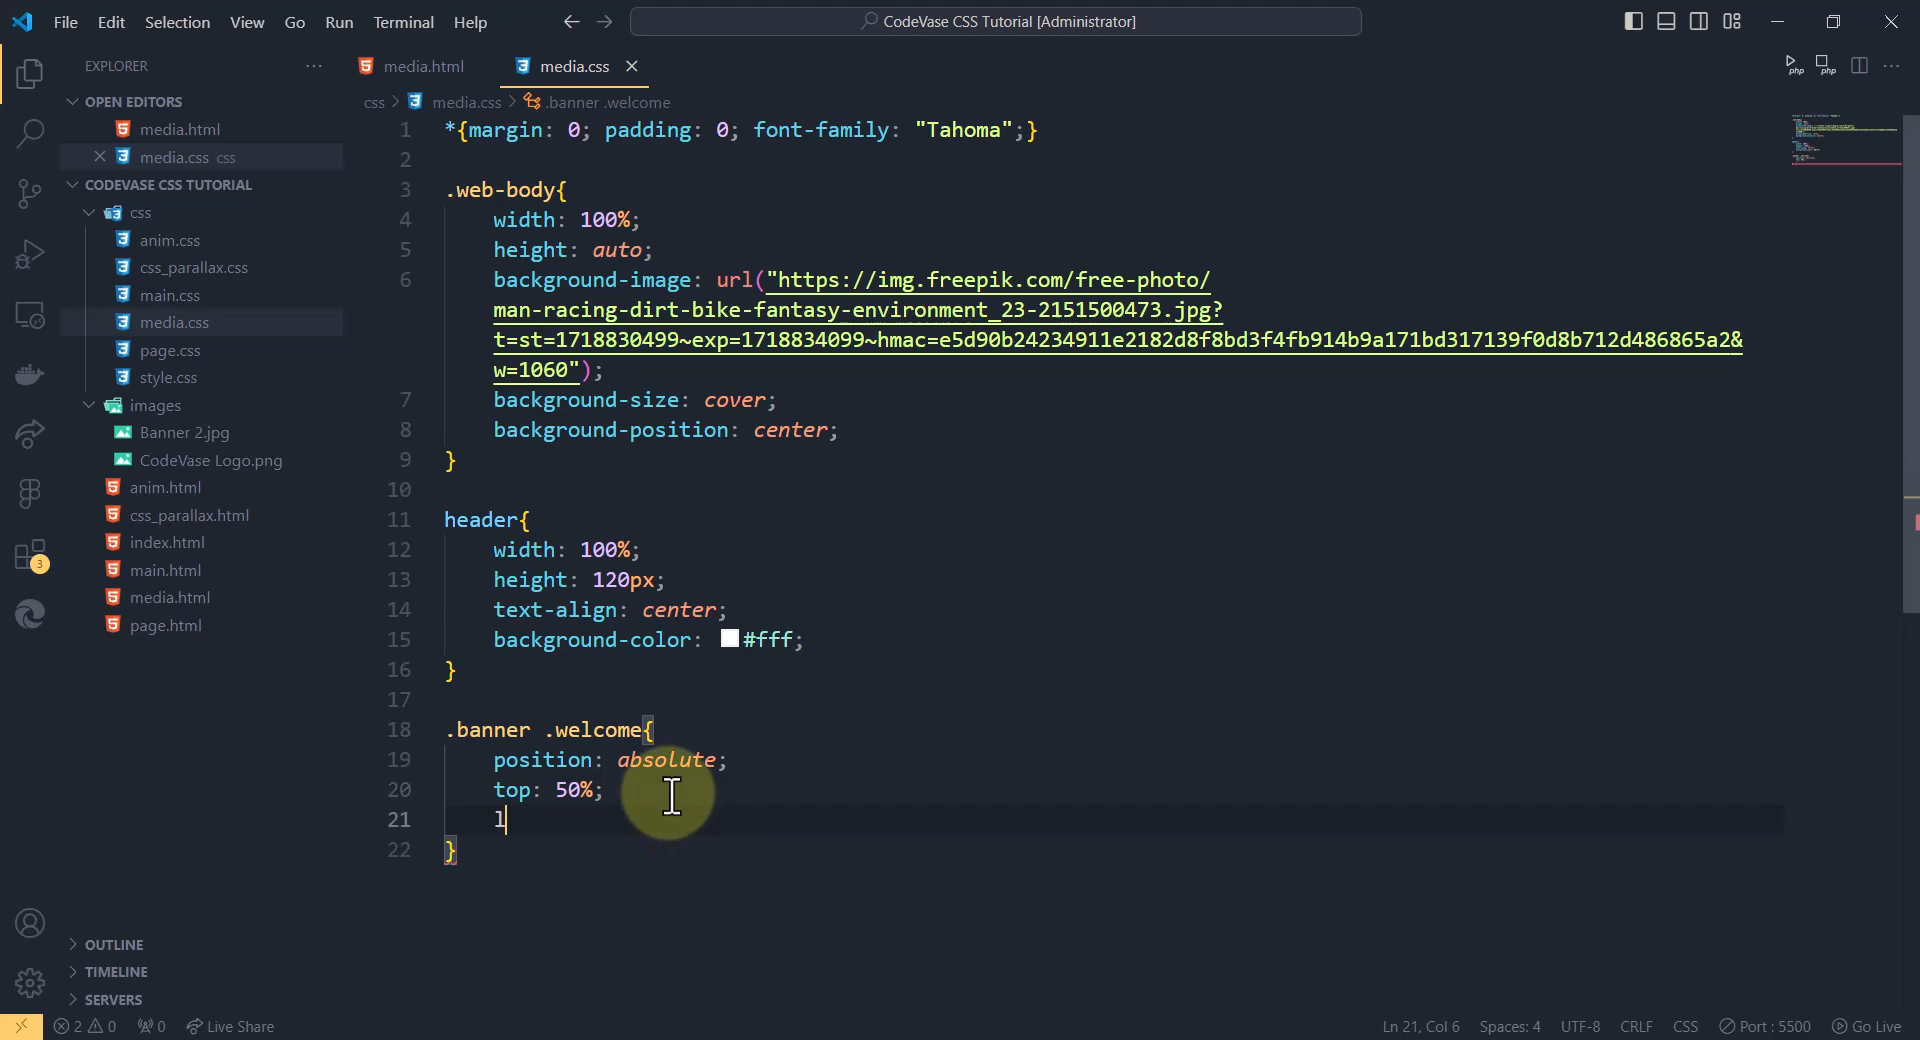 File Edit Selection View Go Run Terminal Help
CodeVase CSS Tutorial [Administrator]
EXPLORER
media.html
media.css
php
php
OPEN EDITORS
media.html
media.css css
CODEVASE CSS TUTORIAL
css
anim.css
css_parallax.css
main.css
media.css
page.css
style.css
images
Banner 2.jpg
CodeVase Logo.png
anim.html
css_parallax.html
index.html
main.html
media.html
page.html
OUTLINE
TIMELINE
SERVERS
3
css > media.css > .banner .welcome
1 *{margin: 0; padding: 0; font-family: "Tahoma";}
2
3 .web-body{
4 width: 100%;
5 height: auto;
6 background-image: url("https://img.freepik.com/free-photo/
man-racing-dirt-bike-fantasy-environment_23-2151500473.jpg?
t=st=1718830499~exp=1718834099~hmac=e5d90b24234911e2182d8f8bd3f4fb914b9a171bd317139f0d8b712d486865a2&
w=1060");
7 background-size: cover;
8 background-position: center;
9 }
10
11 header{
12 width: 100%;
13 height: 120px;
14 text-align: center;
15 background-color: #fff;
16 }
17
18 .banner .welcome{
19 position: absolute;
20 top: 50%;
21 l
22 }
2 0 0 Live Share
Ln 21, Col 6 Spaces: 4 UTF-8 CRLF CSS Port : 5500 Go Live